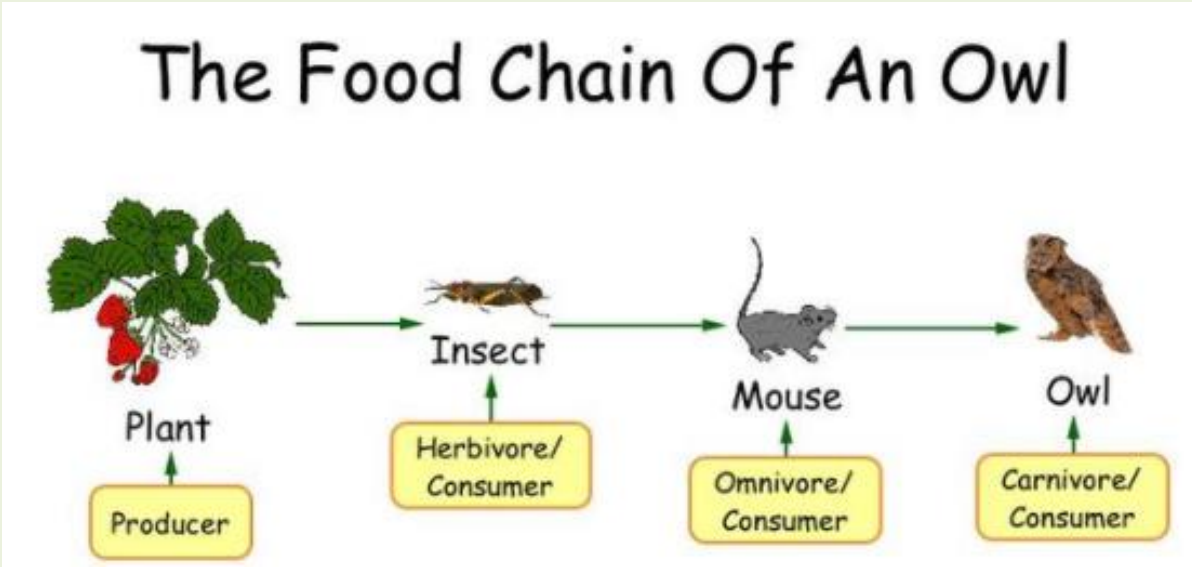 The Food Chain Of An Owl
Plant
Producer
Insect
Herbivore/
Consumer
Mouse
Omnivore/
Consumer
Owl
Carnivore/
Consumer